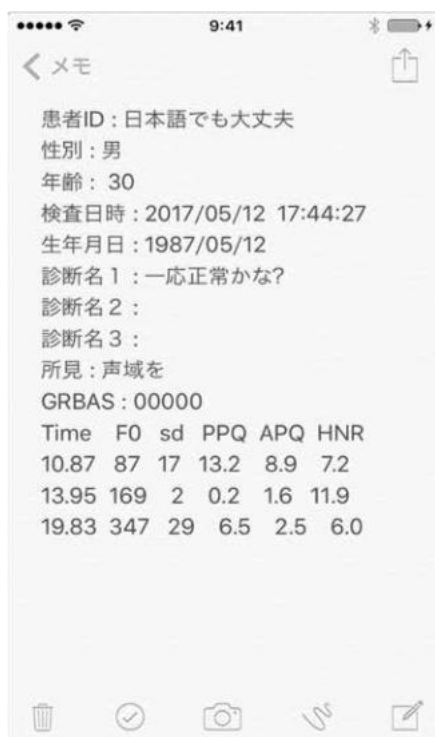 9:41
メモ
患者ID : 日本語でも大丈夫
性別 : 男
年齢 : 30
検査日時 : 2017/05/12 17:44:27
生年月日 : 1987/05/12
診断名１ : 一応正常かな?
診断名２ :
診断名３ :
所見 : 声域を
GRBAS : 00000
Time F0 sd PPQ APQ HNR
10.87 87 17 13.2 8.9 7.2
13.95 169 2 0.2 1.6 11.9
19.83 347 29 6.5 2.5 6.0